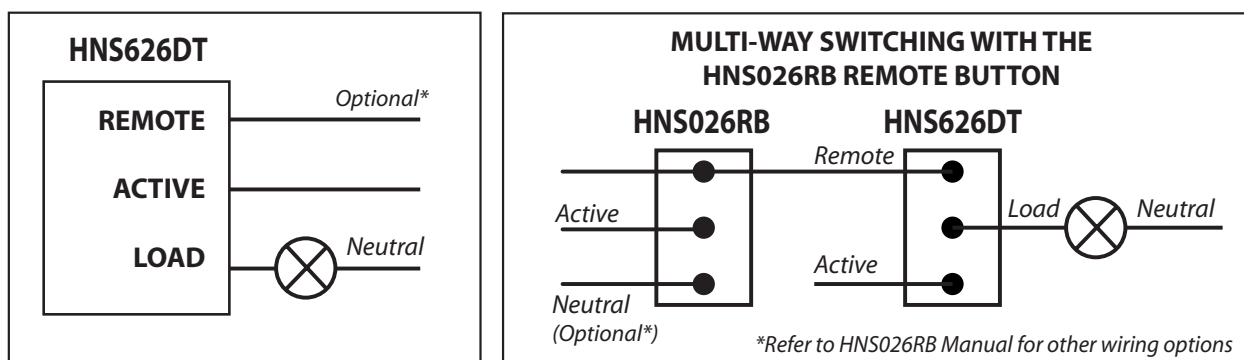 HNS626DT
REMOTE
Optional*
ACTIVE
LOAD
Neutral
MULTI-WAY SWITCHING WITH THE
HNS026RB REMOTE BUTTON
HNS026RB
HNS626DT
Remote
Active
Load
Neutral
Active
Neutral
(Optional*)
*Refer to HNS026RB Manual for other wiring options